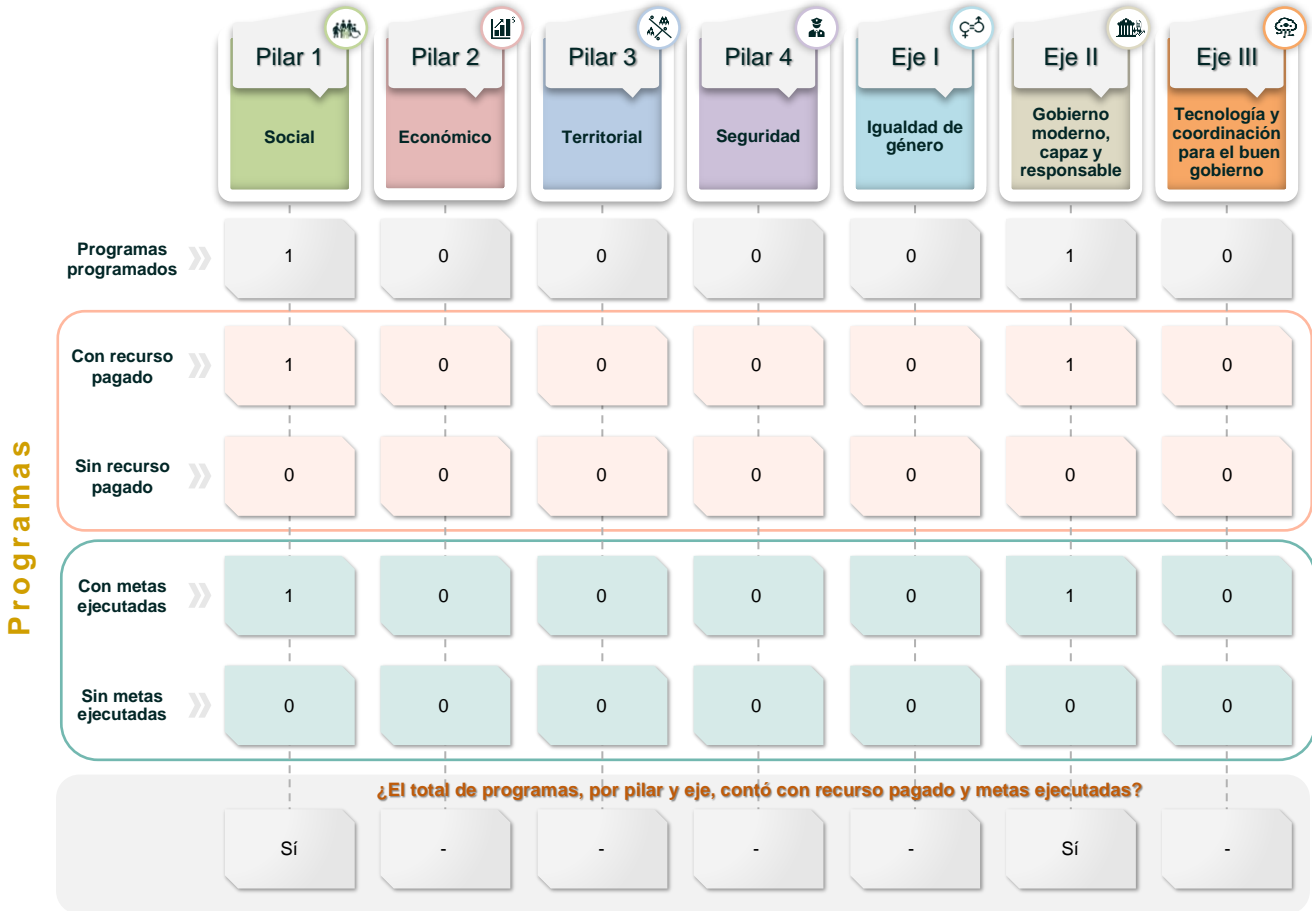 Pilar 1
Pilar 2
Pilar 3
Pilar 4
Eje I
Eje II
Eje III
Social
Económico
Territorial
Seguridad
Igualdad de
género
Gobierno
moderno,
capaz y
responsable
Tecnología y
coordinación
para el buen
gobierno
Programas
Programas
programados
1 0 0 0 0 1 0
Con recurso
pagado
1 0 0 0 0 1 0
Sin recurso
pagado
0 0 0 0 0 0 0
Con metas
ejecutadas
1 0 0 0 0 1 0
Sin metas
ejecutadas
0 0 0 0 0 0 0
¿El total de programas, por pilar y eje, contó con recurso pagado y metas ejecutadas?
Sí - - - - Sí -